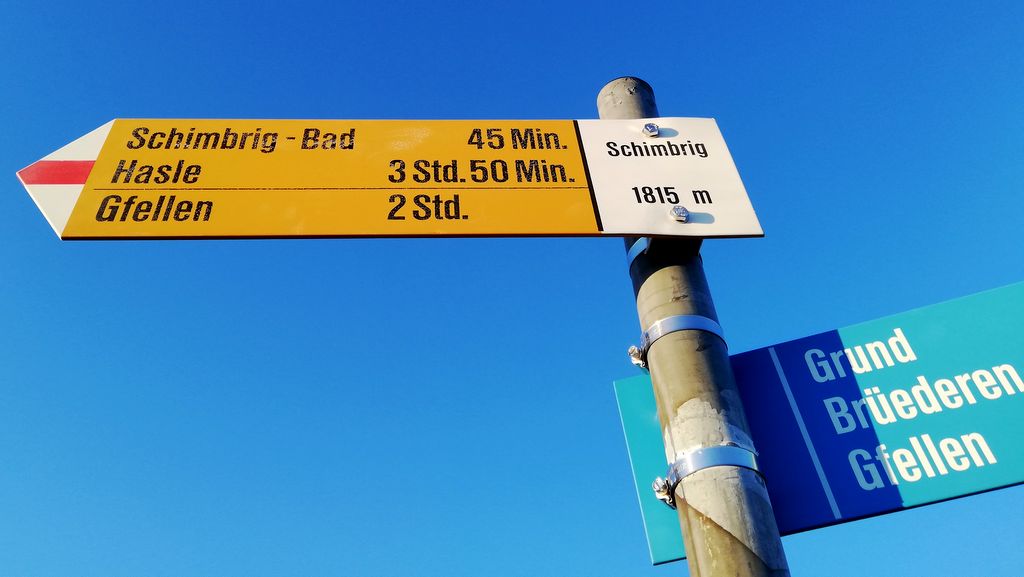 Schimbrig - Bad 45 Min.
Hasle 3 Std. 50 Min.
Gfellen 2 Std.
Schimbrig
1815 m
Grund
Brüederen
Gfellen